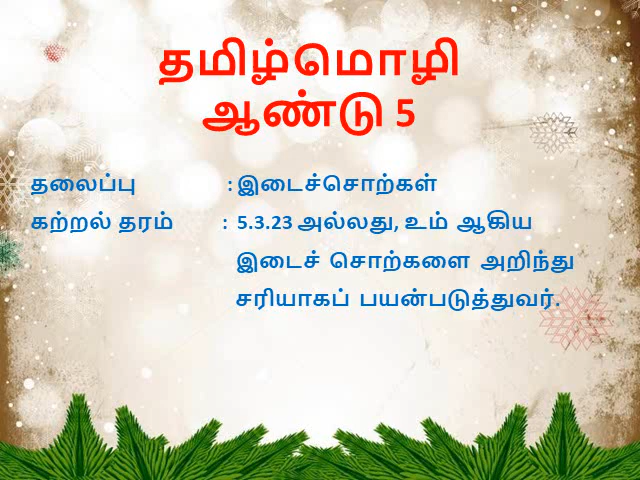 தமிழ்மொழி
ஆண்டு 5
தலைப்பு : இடைச்சொற்கள்
கற்றல் தரம் : 5.3.23 அல்லது, உம் ஆகிய
இடைச் சொற்களை அறிந்து
சரியாகப் பயன்படுத்துவர்.